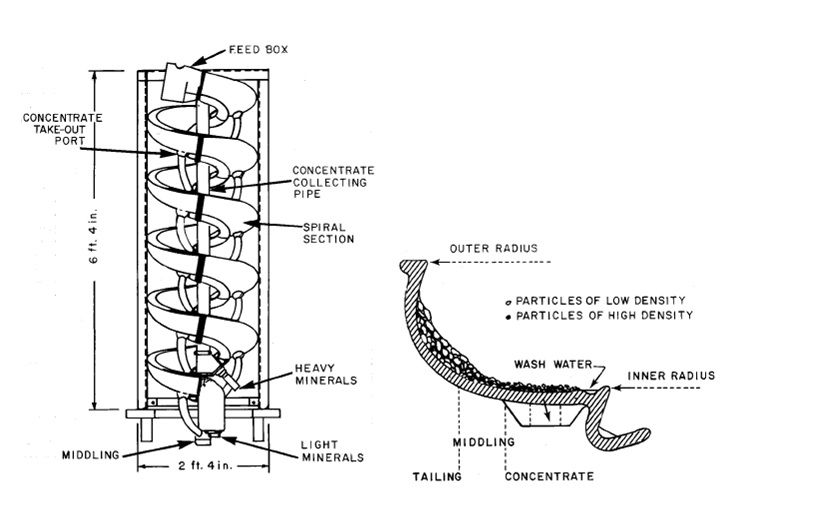 FEED BOX
CONCENTRATE
TAKE-OUT
PORT
CONCENTRATE
COLLECTING
PIPE
SPIRAL
SECTION
6 ft. 4 in.
HEAVY
MINERALS
MIDDLING
LIGHT
MINERALS
2 ft. 4 in.
OUTER RADIUS
PARTICLES OF LOW DENSITY
PARTICLES OF HIGH DENSITY
WASH WATER
INNER RADIUS
MIDDLING
TAILING
CONCENTRATE